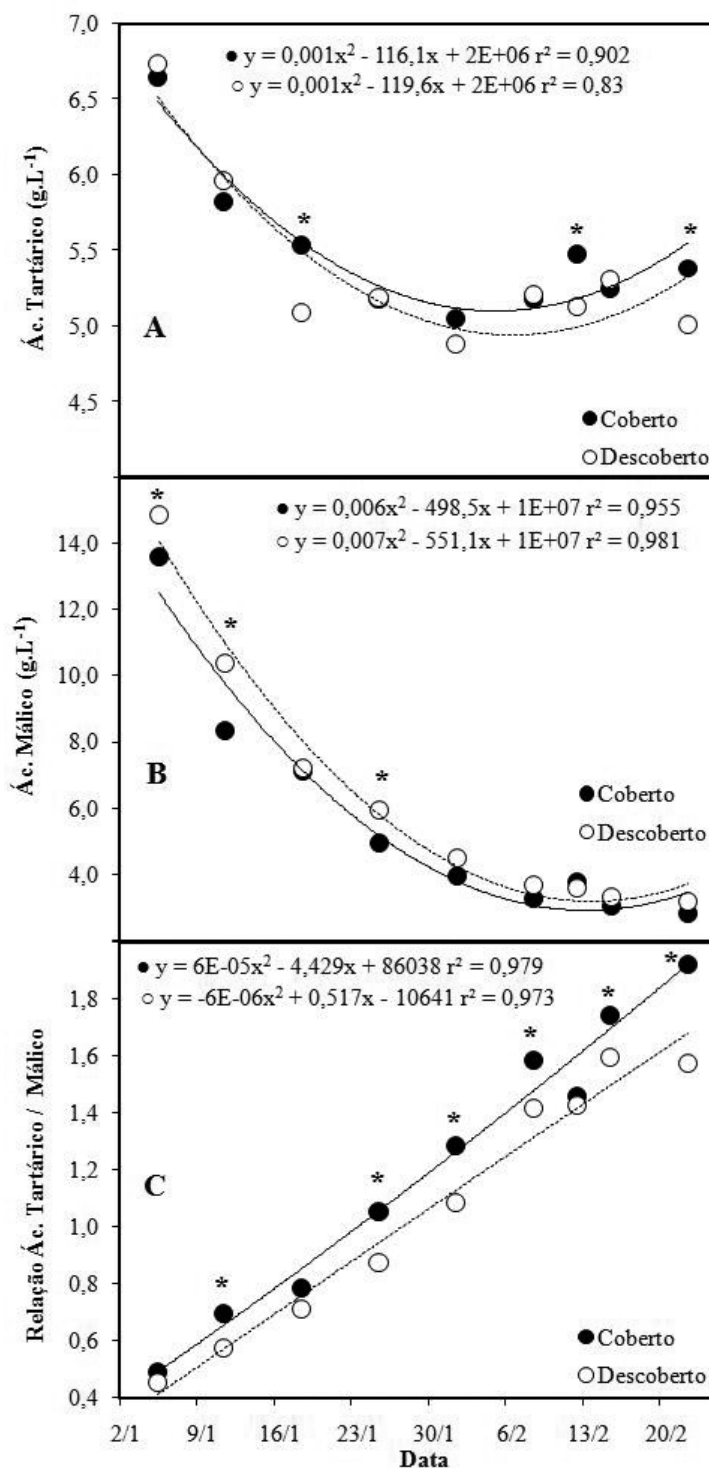 7,0
● y = 0,001x² - 116,1x + 2E+06 r² = 0,902
○ y = 0,001x² - 119,6x + 2E+06 r² = 0,83
6,5
6,0
5,5
5,0
4,5
Ác. Tartárico (g.L⁻¹)
* * *
A
● Coberto
○ Descoberto
● y = 0,006x² - 498,5x + 1E+07 r² = 0,955
○ y = 0,007x² - 551,1x + 1E+07 r² = 0,981
14,0
12,0
10,0
8,0
6,0
4,0
Ác. Málico (g.L⁻¹)
* * *
B
● Coberto
○ Descoberto
● y = 6E-05x² - 4,429x + 86038 r² = 0,979
○ y = -6E-06x² + 0,517x - 10641 r² = 0,973
1,8
1,6
1,4
1,2
1,0
0,8
0,6
0,4
Relação Ác. Tartárico / Málico
* * * * * *
C
● Coberto
○ Descoberto
2/1 9/1 16/1 23/1 30/1 6/2 13/2 20/2
Data